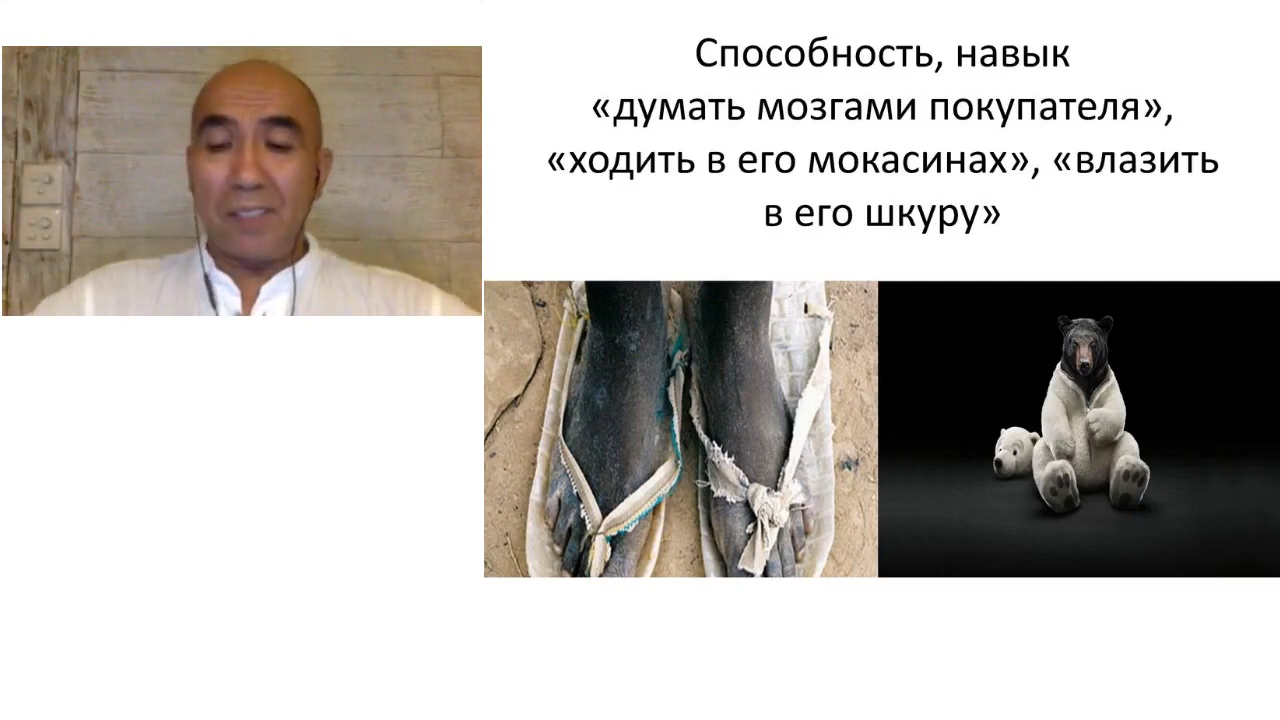 Способность, навык
«думать мозгами покупателя»,
«ходить в его мокасинах», «влазить
в его шкуру»